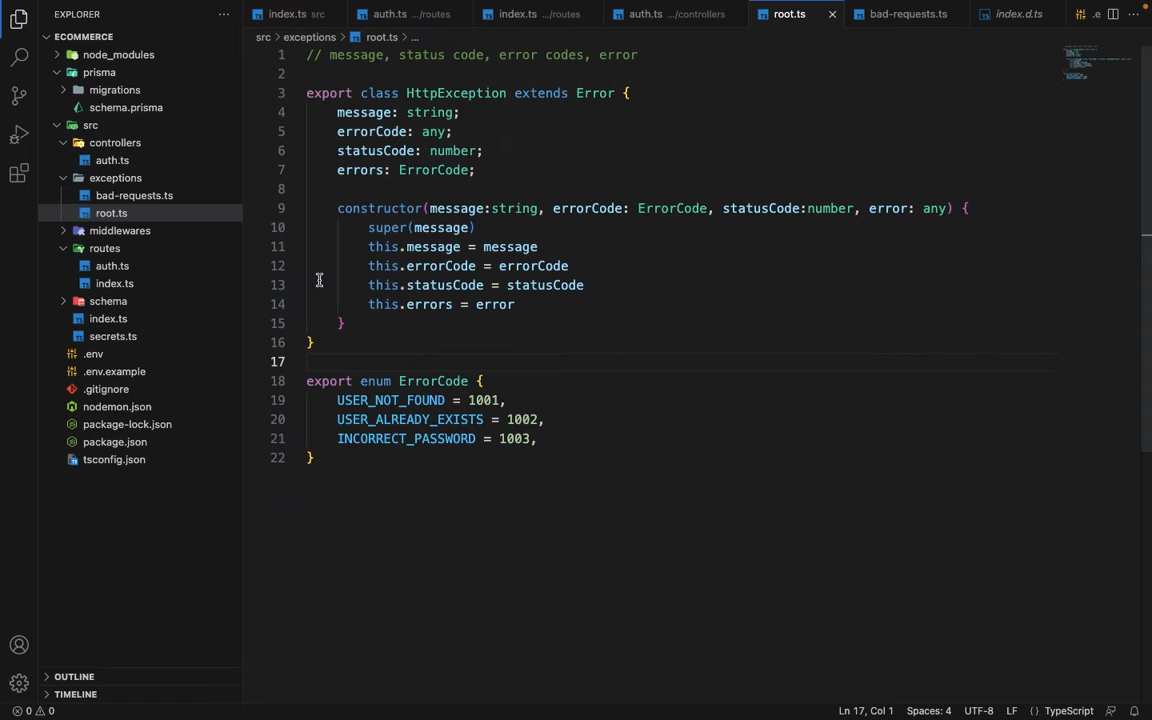 EXPLORER
ECOMMERCE
node_modules
prisma
migrations
schema.prisma
src
controllers
auth.ts
exceptions
bad-requests.ts
root.ts
middlewares
routes
auth.ts
index.ts
schema
index.ts
secrets.ts
.env
.env.example
.gitignore
nodemon.json
package-lock.json
package.json
tsconfig.json
OUTLINE
TIMELINE
index.ts src
auth.ts .../routes
index.ts .../routes
auth.ts .../controllers
root.ts
bad-requests.ts
index.d.ts
.e
src > exceptions > root.ts > ...
1 // message, status code, error codes, error
2
3 export class HttpException extends Error {
4 message: string;
5 errorCode: any;
6 statusCode: number;
7 errors: ErrorCode;
8
9 constructor(message:string, errorCode: ErrorCode, statusCode:number, error: any) {
10 super(message)
11 this.message = message
12 this.errorCode = errorCode
13 this.statusCode = statusCode
14 this.errors = error
15 }
16 }
17
18 export enum ErrorCode {
19 USER_NOT_FOUND = 1001,
20 USER_ALREADY_EXISTS = 1002,
21 INCORRECT_PASSWORD = 1003,
22 }
0 0 Ln 17, Col 1 Spaces: 4 UTF-8 LF {} TypeScript